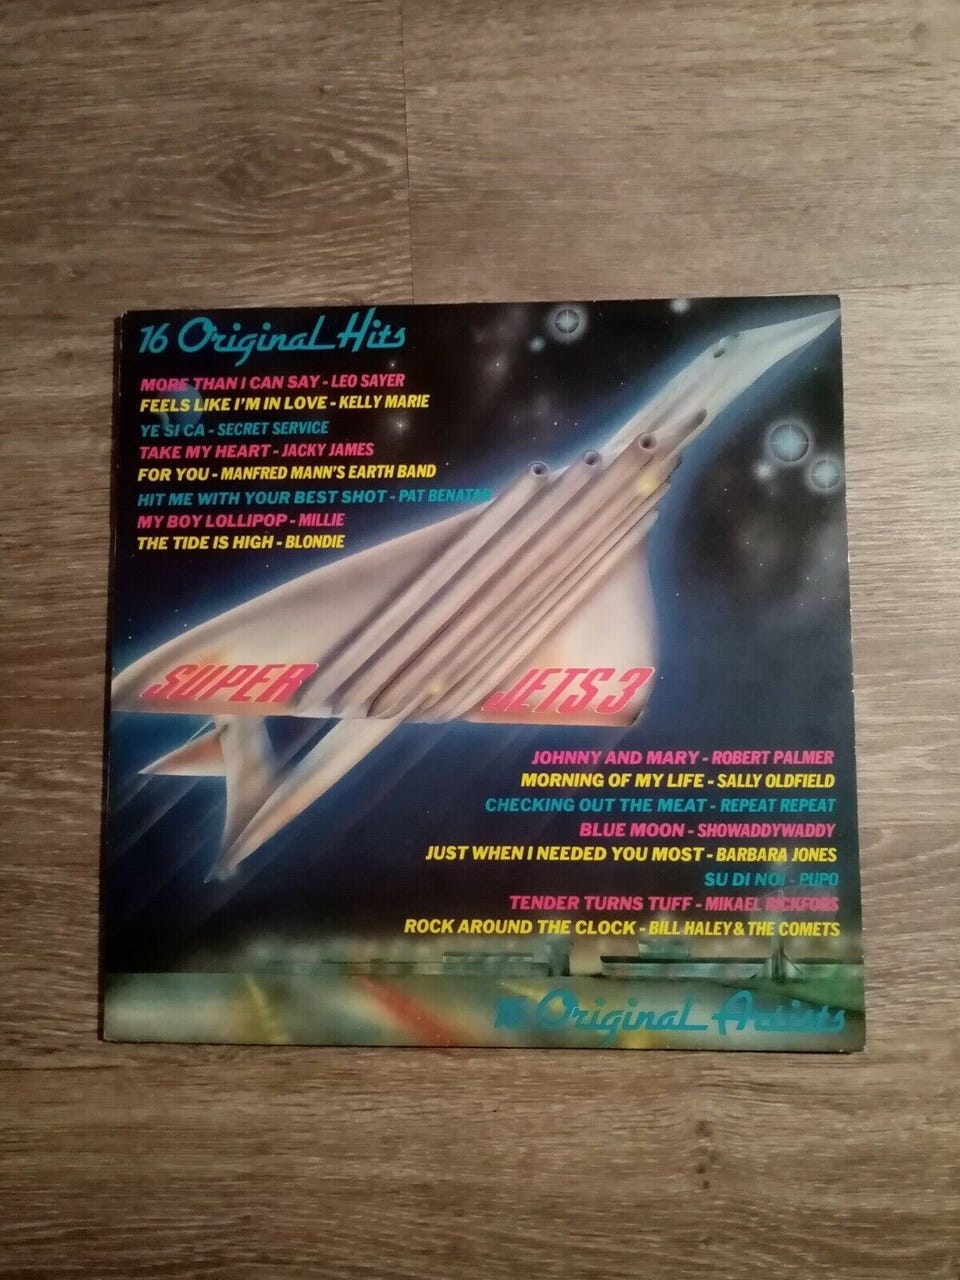 16 Original Hits
MORE THAN I CAN SAY - LEO SAYER
FEELS LIKE I'M IN LOVE - KELLY MARIE
YE SI CA - SECRET SERVICE
TAKE MY HEART - JACKY JAMES
FOR YOU - MANFRED MANN'S EARTH BAND
HIT ME WITH YOUR BEST SHOT - PAT BENATAR
MY BOY LOLLIPOP - MILLIE
THE TIDE IS HIGH - BLONDIE
SUPER JETS 3
JOHNNY AND MARY - ROBERT PALMER
MORNING OF MY LIFE - SALLY OLDFIELD
CHECKING OUT THE MEAT - REPEAT REPEAT
BLUE MOON - SHOWADDYWADDY
JUST WHEN I NEEDED YOU MOST - BARBARA JONES
SU DI NOI - PUPO
TENDER TURNS TUFF - MIKAEL RICKFORS
ROCK AROUND THE CLOCK - BILL HALEY & THE COMETS
16 Original Artists